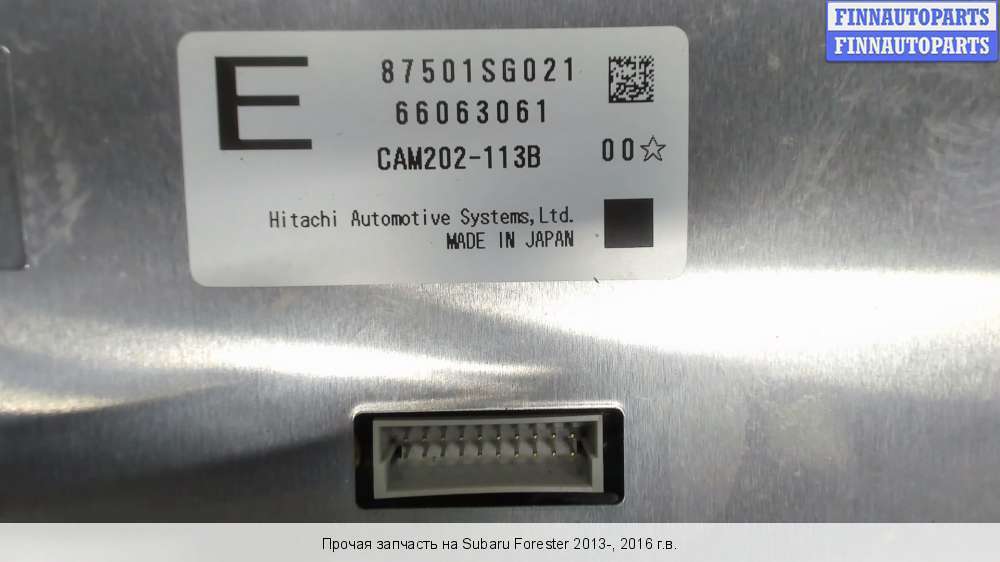 FINNAUTOPARTS
FINNAUTOPARTS
E
87501SG021
66063061
CAM202-113B
00☆
Hitachi Automotive Systems,Ltd.
MADE IN JAPAN
Прочая запчасть на Subaru Forester 2013-, 2016 г.в.